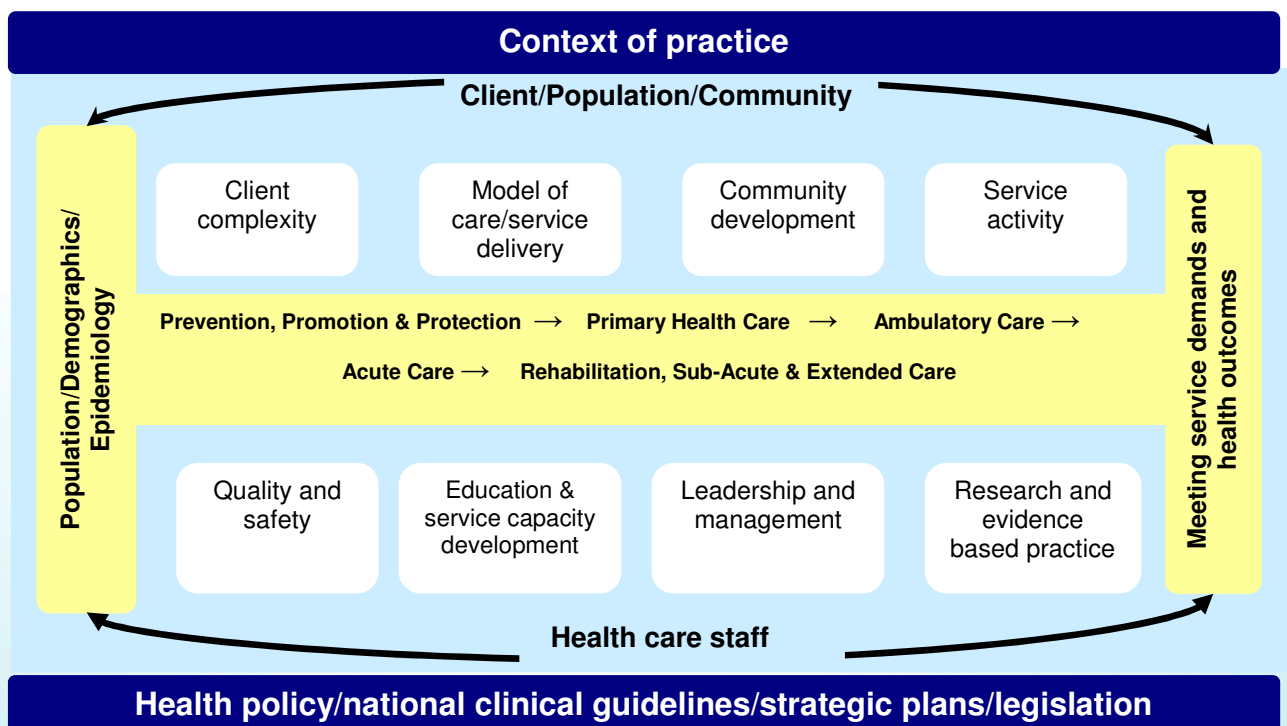 Context of practice
Client/Population/Community
Population/Demographics/
Epidemiology
Client
complexity
Model of
care/service
delivery
Community
development
Service
activity
Meeting service demands and
health outcomes
Prevention, Promotion & Protection → Primary Health Care → Ambulatory Care →
Acute Care → Rehabilitation, Sub-Acute & Extended Care
Quality and
safety
Education &
service capacity
development
Leadership and
management
Research and
evidence
based practice
Health care staff
Health policy/national clinical guidelines/strategic plans/legislation